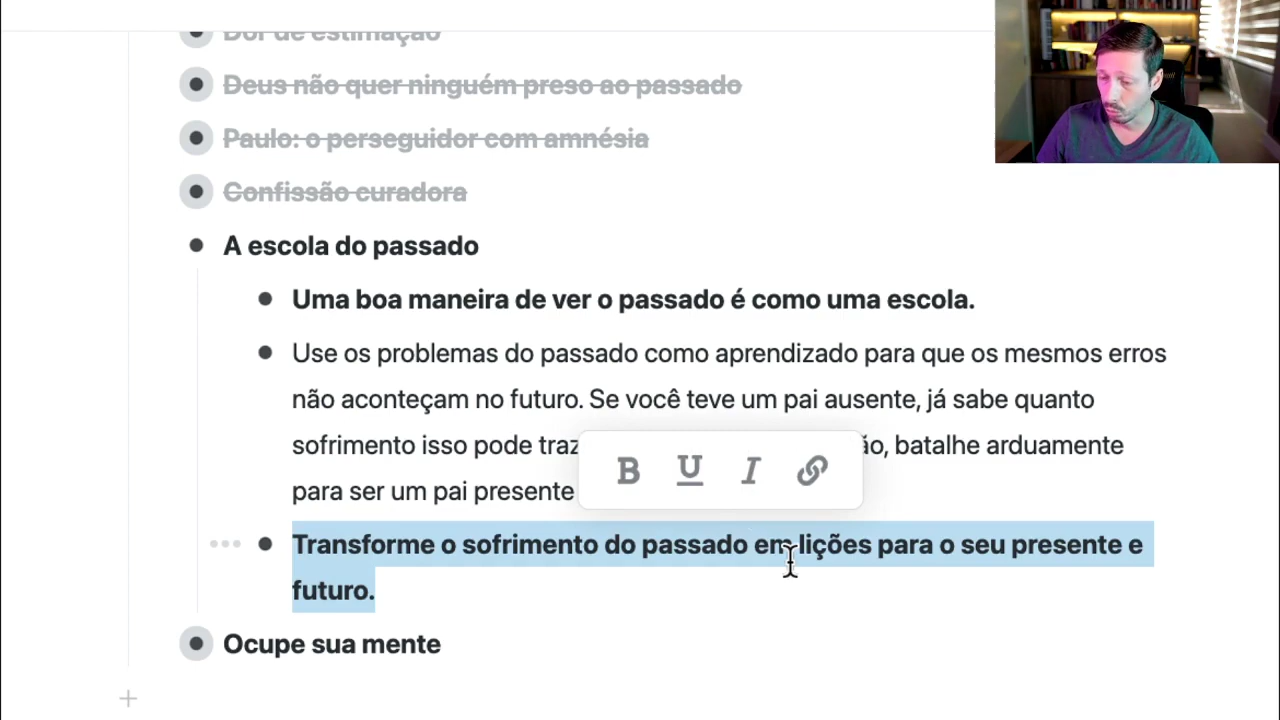 Dor de estimação
Deus não quer ninguém preso ao passado
Paulo: o perseguidor com amnésia
Confissão curadora
A escola do passado
Uma boa maneira de ver o passado é como uma escola.
Use os problemas do passado como aprendizado para que os mesmos erros
não aconteçam no futuro. Se você teve um pai ausente, já sabe quanto
sofrimento isso pode , batalhe arduamente
para ser um pai presente
B U I
Transforme o sofrimento do passado em lições para o seu presente e
futuro.
Ocupe sua mente